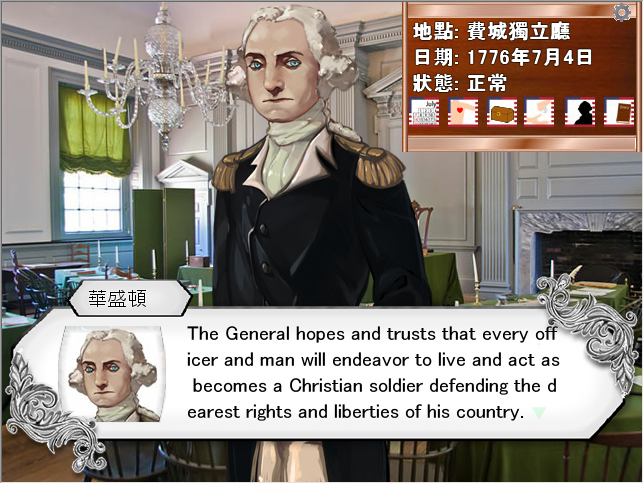 地點: 費城獨立廳
日期: 1776年7月4日
狀態: 正常
July
華盛頓
The General hopes and trusts that every off
icer and man will endeavor to live and act as
becomes a Christian soldier defending the d
earest rights and liberties of his country.